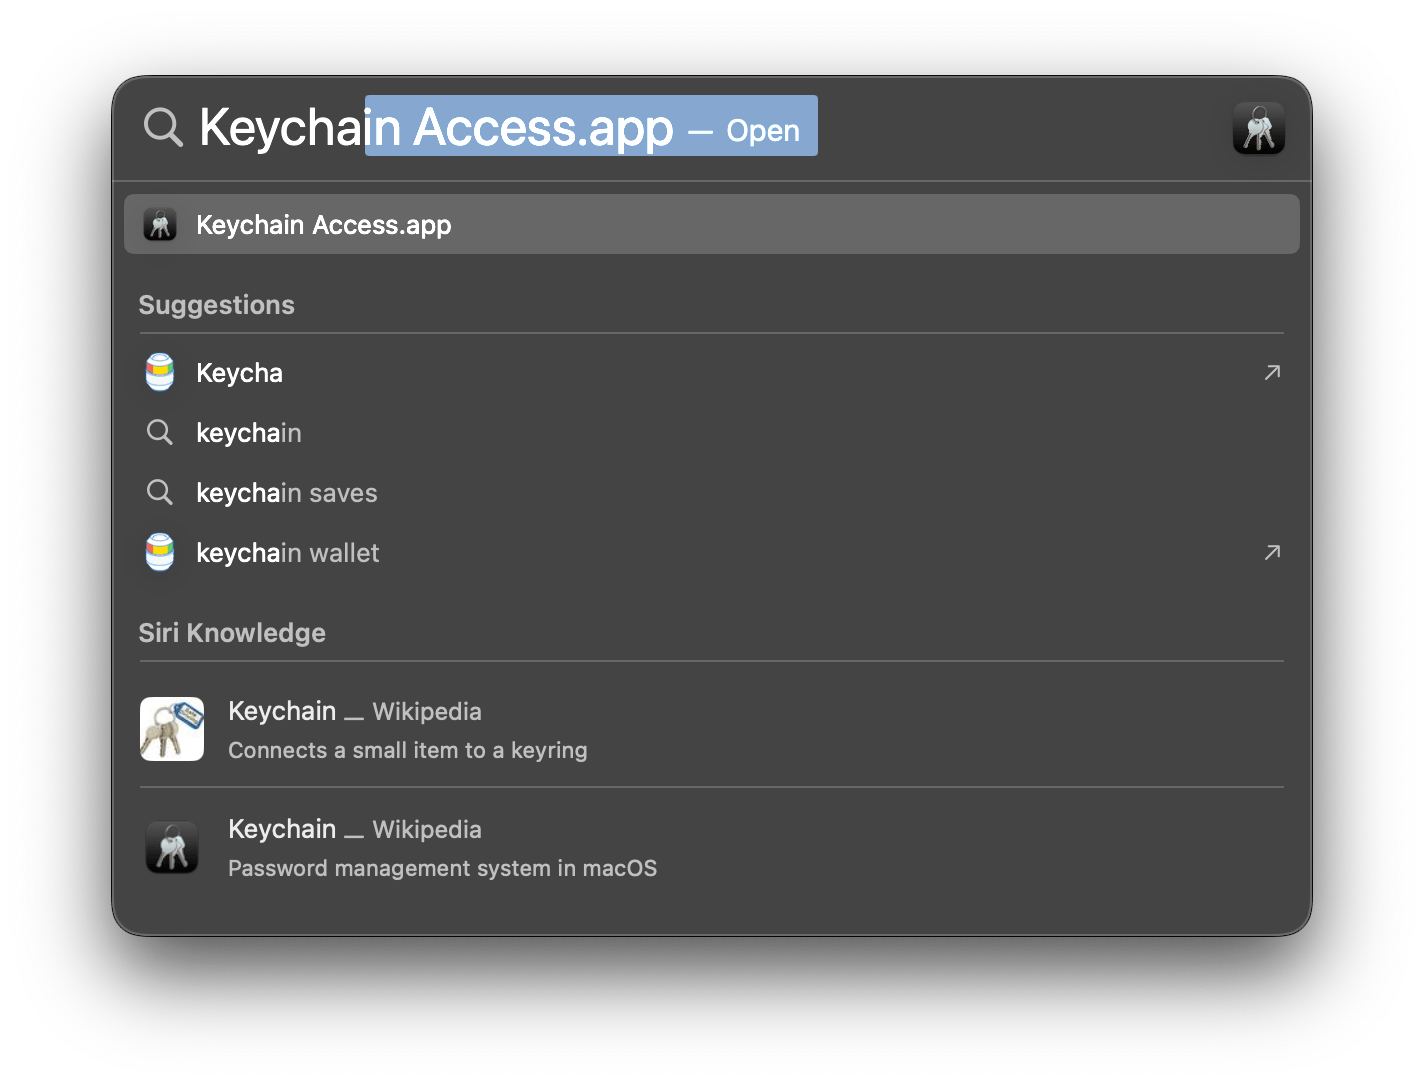 Keychain Access.app — Open
Keychain Access.app
Suggestions
Keycha
keychain
keychain saves
keychain wallet
Siri Knowledge
Keychain — Wikipedia
Connects a small item to a keyring
Keychain — Wikipedia
Password management system in macOS